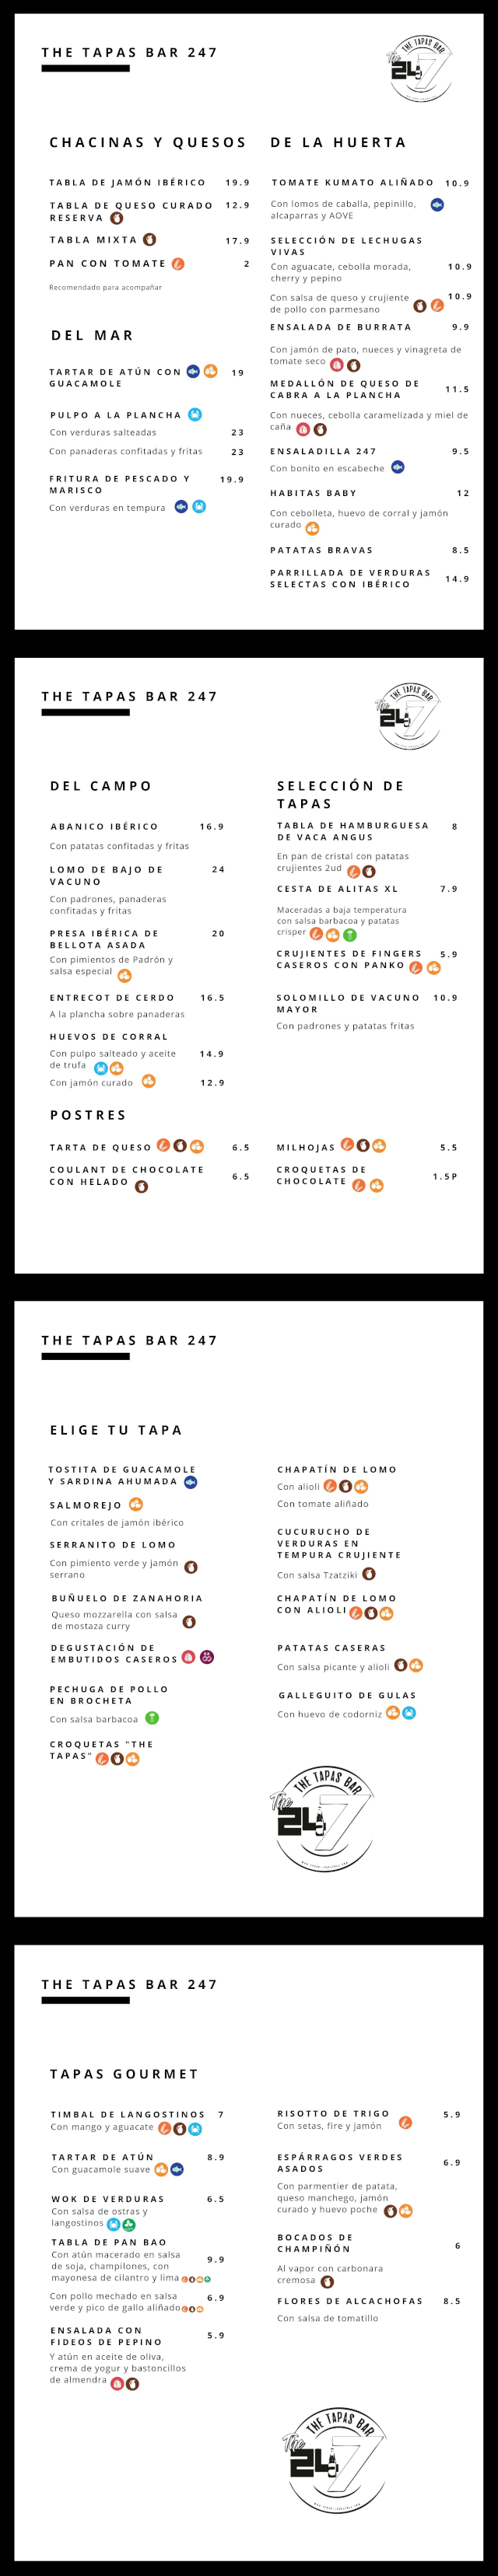 THE TAPAS BAR 247
The
THE TAPAS BAR
247
CHACINAS Y QUESOS
TABLA DE JAMÓN IBÉRICO 19.9
TABLA DE QUESO CURADO 12.9
RESERVA
TABLA MIXTA 17.9
PAN CON TOMATE 2
Recomendado para acompañar
DEL MAR
TARTAR DE ATÚN CON 19
GUACAMOLE
PULPO A LA PLANCHA
Con verduras salteadas 23
Con panaderas confitadas y fritas 23
FRITURA DE PESCADO Y 19.9
MARISCO
Con verduras en tempura
DE LA HUERTA
TOMATE KUMATO ALIÑADO 10.9
Con lomos de caballa, pepinillo,
alcaparras y AOVE
SELECCIÓN DE LECHUGAS
VIVAS
Con aguacate, cebolla morada, 10.9
cherry y pepino
Con salsa de queso y crujiente 10.9
de pollo con parmesano
ENSALADA DE BURRATA 9.9
Con jamón de pato, nueces y vinagreta de
tomate seco
MEDALLÓN DE QUESO DE 11.5
CABRA A LA PLANCHA
Con nueces, cebolla caramelizada y miel de
caña
ENSALADILLA 247 9.5
Con bonito en escabeche
HABITAS BABY 12
Con cebolleta, huevo de corral y jamón
curado
PATATAS BRAVAS 8.5
PARRILLADA DE VERDURAS 14.9
SELECTAS CON IBÉRICO
THE TAPAS BAR 247
The
THE TAPAS BAR
247
DEL CAMPO
ABANICO IBÉRICO 16.9
Con patatas confitadas y fritas
LOMO DE BAJO DE 24
VACUNO
Con padrones, panaderas
confitadas y fritas
PRESA IBÉRICA DE 20
BELLOTA ASADA
Con pimientos de Padrón y
salsa especial
ENTRECOT DE CERDO 16.5
A la plancha sobre panaderas
HUEVOS DE CORRAL
Con pulpo salteado y aceite 14.9
de trufa
Con jamón curado 12.9
SELECCIÓN DE
TAPAS
TABLA DE HAMBURGUESA 8
DE VACA ANGUS
En pan de cristal con patatas
crujientes 2ud
CESTA DE ALITAS XL 7.9
Maceradas a baja temperatura
con salsa barbacoa y patatas
crisper
CRUJIENTES DE FINGERS 5.9
CASEROS CON PANKO
SOLOMILLO DE VACUNO 10.9
MAYOR
Con padrones y patatas fritas
POSTRES
TARTA DE QUESO 6.5
COULANT DE CHOCOLATE 6.5
CON HELADO
MILHOJAS 5.5
CROQUETAS DE 1.5P
CHOCOLATE
THE TAPAS BAR 247
ELIGE TU TAPA
TOSTITA DE GUACAMOLE
Y SARDINA AHUMADA
SALMOREJO
Con critales de jamón ibérico
SERRANITO DE LOMO
Con pimiento verde y jamón
serrano
BUÑUELO DE ZANAHORIA
Queso mozzarella con salsa
de mostaza curry
DEGUSTACIÓN DE
EMBUTIDOS CASEROS
PECHUGA DE POLLO
EN BROCHETA
Con salsa barbacoa
CROQUETAS "THE
TAPAS"
CHAPATÍN DE LOMO
Con alioli
Con tomate aliñado
CUCURUCHO DE
VERDURAS EN
TEMPURA CRUJIENTE
Con salsa Tzatziki
CHAPATÍN DE LOMO
CON ALIOLI
PATATAS CASERAS
Con salsa picante y alioli
GALLEGUITO DE GULAS
Con huevo de codorniz
The
THE TAPAS BAR
247
THE TAPAS BAR 247
TAPAS GOURMET
TIMBAL DE LANGOSTINOS 7
Con mango y aguacate
TARTAR DE ATÚN 8.9
Con guacamole suave
WOK DE VERDURAS 6.5
Con salsa de ostras y
langostinos
TABLA DE PAN BAO
Con atún macerado en salsa 9.9
de soja, champilones, con
mayonesa de cilantro y lima
Con pollo mechado en salsa 6.9
verde y pico de gallo aliñado
ENSALADA CON 5.9
FIDEOS DE PEPINO
Y atún en aceite de oliva,
crema de yogur y bastoncillos
de almendra
RISOTTO DE TRIGO 5.9
Con setas, fire y jamón
ESPÁRRAGOS VERDES 6.9
ASADOS
Con parmentier de patata,
queso manchego, jamón
curado y huevo poche
BOCADOS DE 6
CHAMPIÑÓN
Al vapor con carbonara
cremosa
FLORES DE ALCACHOFAS 8.5
Con salsa de tomatillo
The
THE TAPAS BAR
247